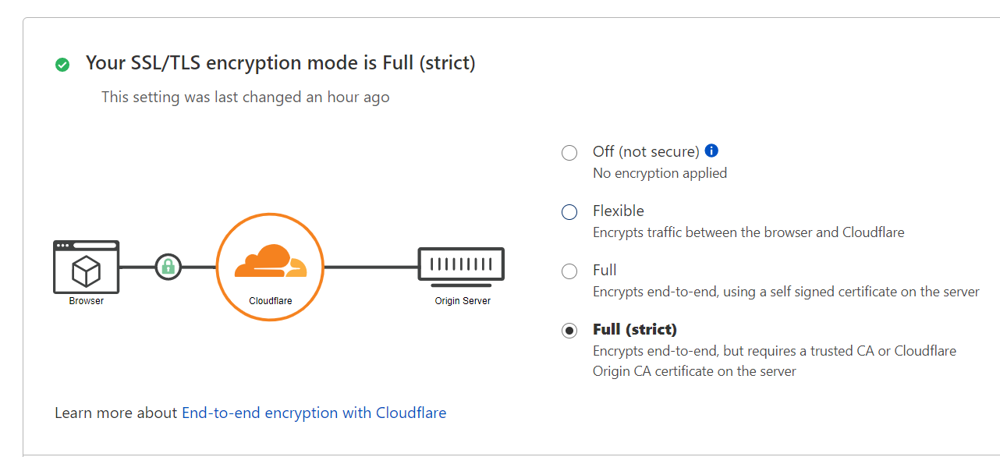 Your SSL/TLS encryption mode is Full (strict)
This setting was last changed an hour ago
Browser
Cloudflare
Origin Server
Off (not secure)
No encryption applied
Flexible
Encrypts traffic between the browser and Cloudflare
Full
Encrypts end-to-end, using a self signed certificate on the server
Full (strict)
Encrypts end-to-end, but requires a trusted CA or Cloudflare
Origin CA certificate on the server
Learn more about End-to-end encryption with Cloudflare